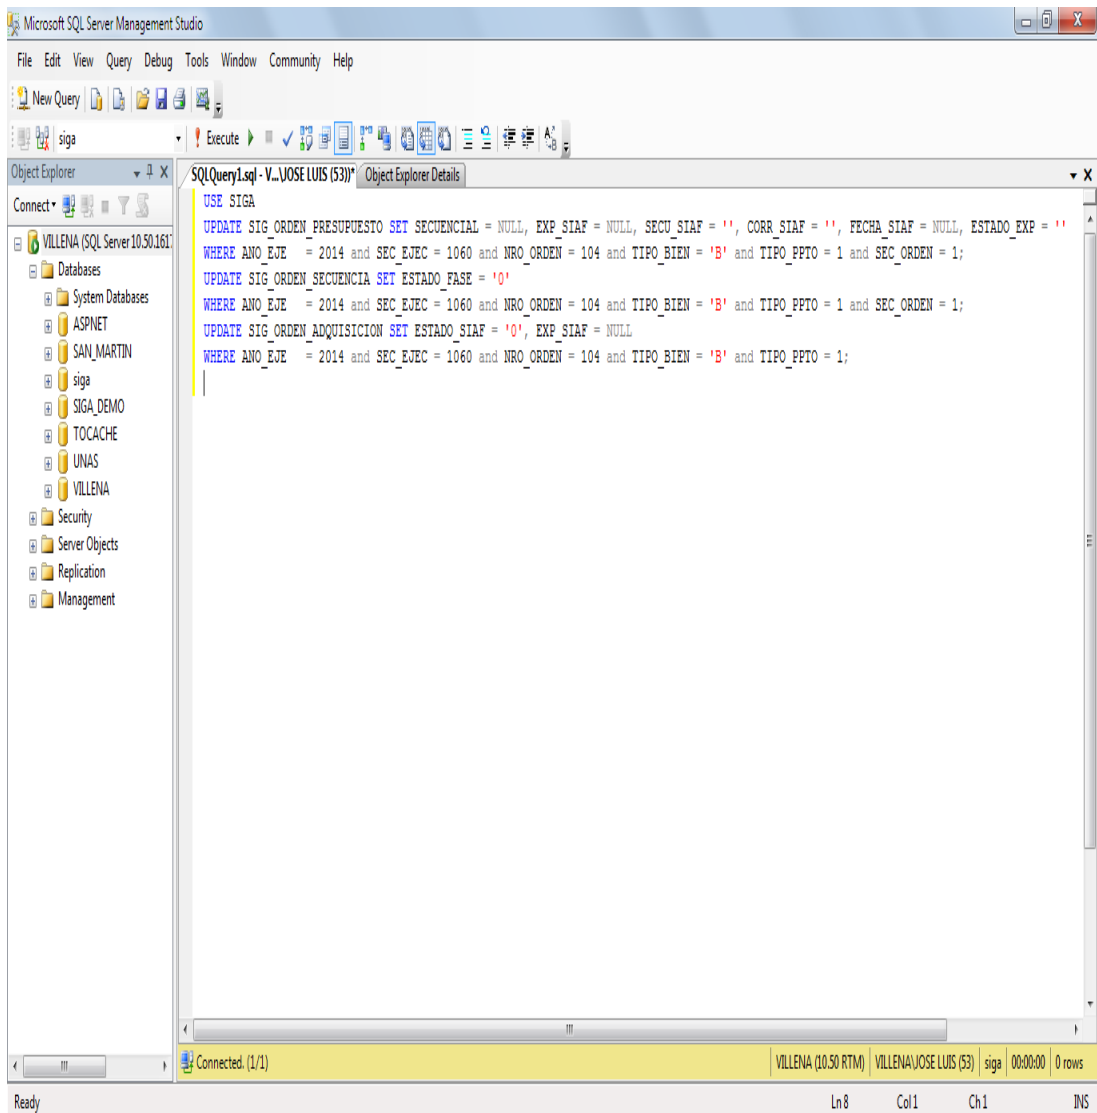 Microsoft SQL Server Management Studio
File Edit View Query Debug Tools Window Community Help
New Query
siga Execute
Object Explorer
SQLQuery1.sql - V...\JOSE LUIS (53))* Object Explorer Details
Connect
VILLENA (SQL Server 10.50.161
Databases
System Databases
ASPNET
SAN_MARTIN
siga
SIGA_DEMO
TOCACHE
UNAS
VILLENA
Security
Server Objects
Replication
Management
USE SIGA
UPDATE SIG_ORDEN_PRESUPUESTO SET SECUENCIAL = NULL, EXP_SIAF = NULL, SECU_SIAF = '', CORR_SIAF = '', FECHA_SIAF = NULL, ESTADO_EXP = ''
WHERE ANO_EJE = 2014 and SEC_EJEC = 1060 and NRO_ORDEN = 104 and TIPO_BIEN = 'B' and TIPO_PPTO = 1 and SEC_ORDEN = 1;
UPDATE SIG_ORDEN_SECUENCIA SET ESTADO_FASE = '0'
WHERE ANO_EJE = 2014 and SEC_EJEC = 1060 and NRO_ORDEN = 104 and TIPO_BIEN = 'B' and TIPO_PPTO = 1 and SEC_ORDEN = 1;
UPDATE SIG_ORDEN_ADQUISICION SET ESTADO_SIAF = '0', EXP_SIAF = NULL
WHERE ANO_EJE = 2014 and SEC_EJEC = 1060 and NRO_ORDEN = 104 and TIPO_BIEN = 'B' and TIPO_PPTO = 1;
Connected. (1/1) VILLENA (10.50 RTM) VILLENA\JOSE LUIS (53) siga 00:00:00 0 rows
Ready Ln 8 Col 1 Ch 1 INS